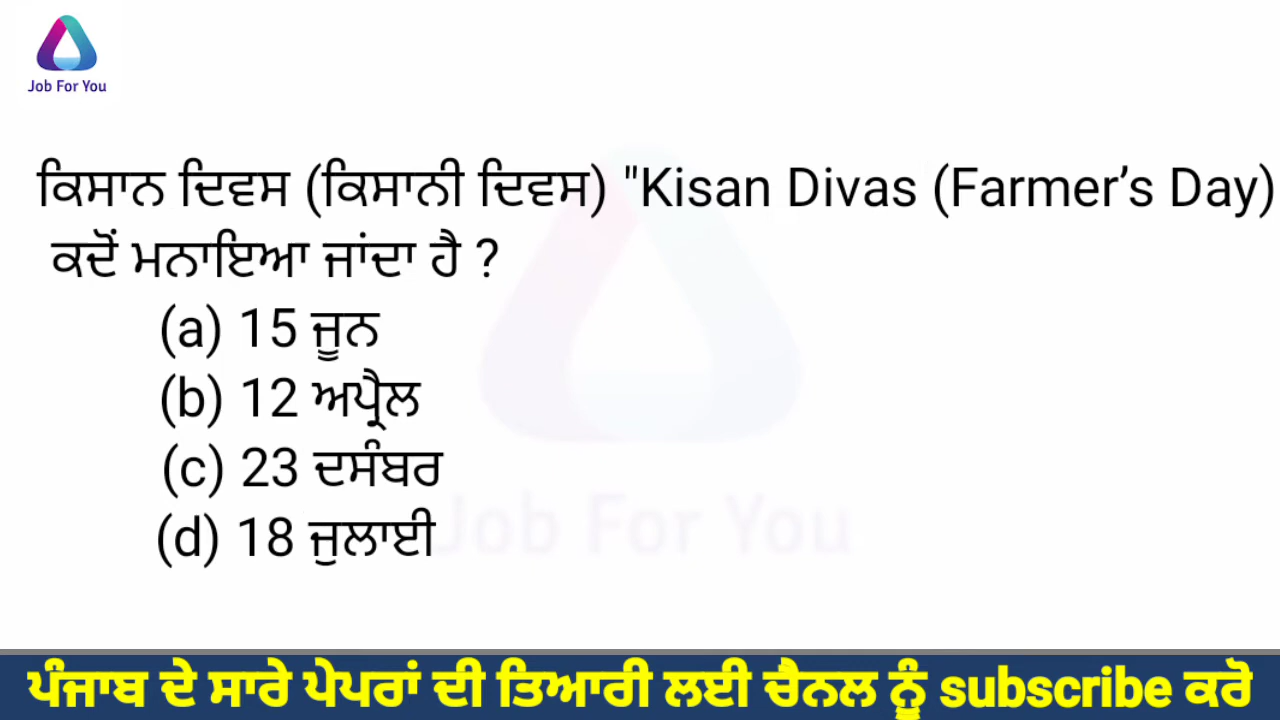 Job For You
ਕਿਸਾਨ ਦਿਵਸ (ਕਿਸਾਨੀ ਦਿਵਸ) "Kisan Divas (Farmer’s Day)
ਕਦੋਂ ਮਨਾਇਆ ਜਾਂਦਾ ਹੈ ?
(a) 15 ਜੂਨ
(b) 12 ਅਪ੍ਰੈਲ
(c) 23 ਦਸੰਬਰ
(d) 18 ਜੁਲਾਈ
Job For You
ਪੰਜਾਬ ਦੇ ਸਾਰੇ ਪੇਪਰਾਂ ਦੀ ਤਿਆਰੀ ਲਈ ਚੈਨਲ ਨੂੰ subscribe ਕਰੋ